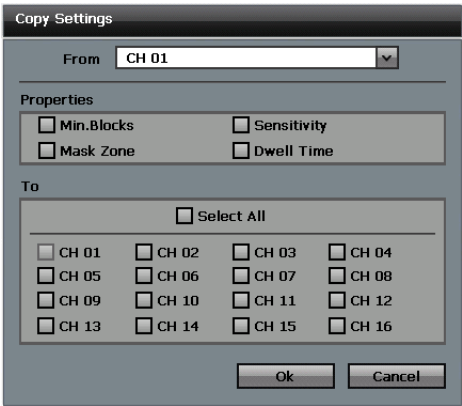 Copy Settings
From CH 01
Properties
Min.Blocks Sensitivity
Mask Zone Dwell Time
To
Select All
CH 01 CH 02 CH 03 CH 04
CH 05 CH 06 CH 07 CH 08
CH 09 CH 10 CH 11 CH 12
CH 13 CH 14 CH 15 CH 16
Ok Cancel